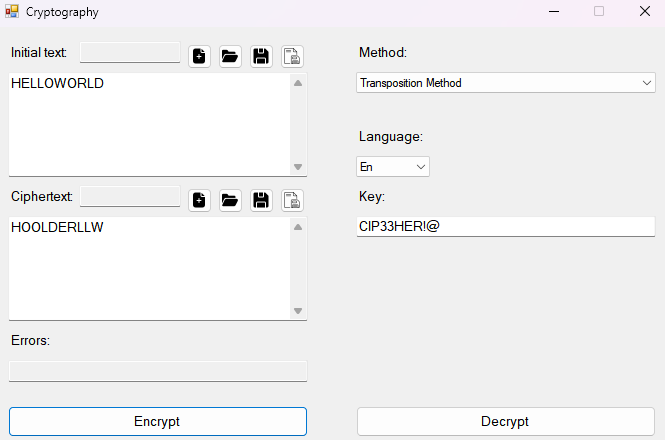 Cryptography
Initial text:
HELLOWORLD
Ciphertext:
HOOLDERLLW
Errors:
Encrypt
Method:
Transposition Method
Language:
En
Key:
CIP33HER!@
Decrypt